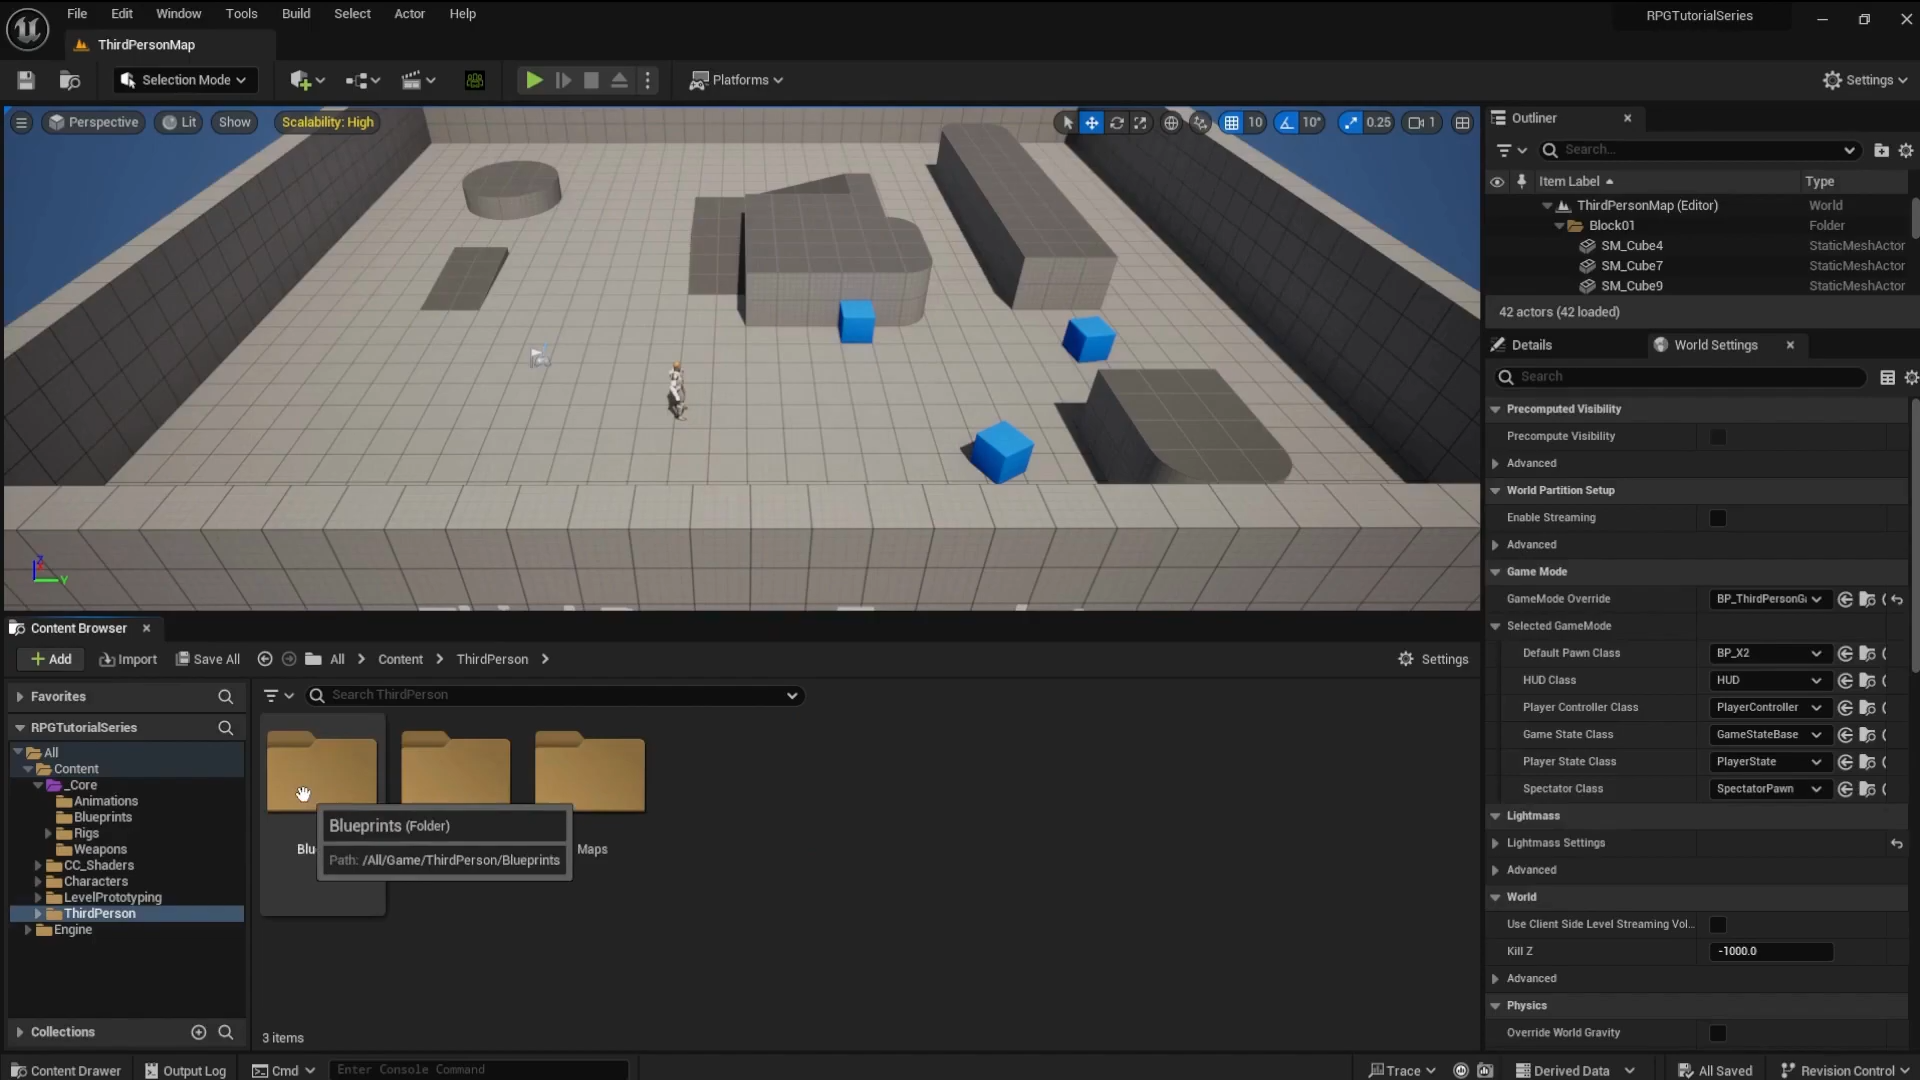 File Edit Window Tools Build Select Actor Help
RPGTutorialSeries
ThirdPersonMap
Selection Mode
Platforms
Settings
Perspective
Lit
Show
Scalability: High
10
10°
0.25
1
Outliner
Search...
Item Label
Type
ThirdPersonMap (Editor) World
Block01 Folder
SM_Cube4 StaticMeshActor
SM_Cube7 StaticMeshActor
SM_Cube9 StaticMeshActor
42 actors (42 loaded)
Details
World Settings
Search
Precomputed Visibility
Precompute Visibility
Advanced
World Partition Setup
Enable Streaming
Advanced
Game Mode
GameMode Override BP_ThirdPersonGa
Selected GameMode
Default Pawn Class BP_X2
HUD Class HUD
Player Controller Class PlayerController
Game State Class GameStateBase
Player State Class PlayerState
Spectator Class SpectatorPawn
Lightmass
Lightmass Settings
Advanced
World
Use Client Side Level Streaming Vol...
Kill Z -1000.0
Advanced
Physics
Override World Gravity
Content Browser
Add
Import
Save All
All
Content
ThirdPerson
Settings
Favorites
Search ThirdPerson
RPGTutorialSeries
All
Content
_Core
Animations
Blueprints
Rigs
Weapons
CC_Shaders
Characters
LevelPrototyping
ThirdPerson
Engine
Collections
Blu
Maps
Blueprints (Folder)
Path: /All/Game/ThirdPerson/Blueprints
3 items
Content Drawer
Output Log
Cmd
Enter Console Command
Trace
Derived Data
All Saved
Revision Control